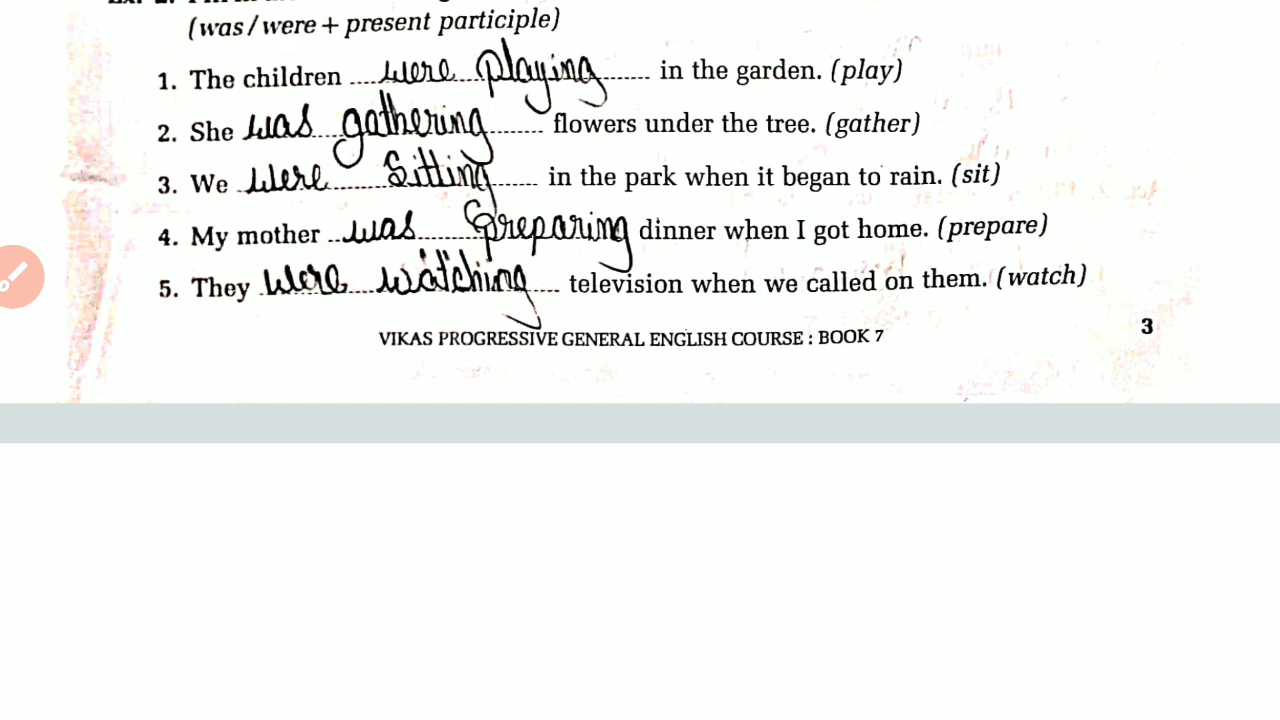 (was/were + present participle)
1. The children ....were....playing....... in the garden. (play)
2. She was....gathering........ flowers under the tree. (gather)
3. We .were.......Sitting....... in the park when it began to rain. (sit)
4. My mother ..was........preparing dinner when I got home. (prepare)
5. They .were....watching.... television when we called on them. (watch)
VIKAS PROGRESSIVE GENERAL ENGLISH COURSE : BOOK 7
3